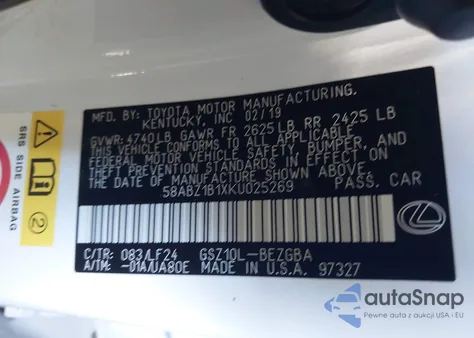 MFD. BY: TOYOTA MOTOR MANUFACTURING,
KENTUCKY, INC 02/19
GVWR: 4740LB GAWR FR 2625 LB RR 2425 LB
THIS VEHICLE CONFORMS TO ALL APPLICABLE
FEDERAL MOTOR VEHICLE SAFETY, BUMPER, AND
THEFT PREVENTION STANDARDS IN EFFECT ON
THE DATE OF MANUFACTURE SHOWN ABOVE.
58ABZ1B1XKU025269 PASS. CAR
C/TR: 083/LF24 GSZ10L-BEZGBA
A/TM: -01A/UA80E MADE IN U.S.A. 97327
SRS SIDE AIRBAG
autoSnap
Pewne auta z aukcji USA i EU